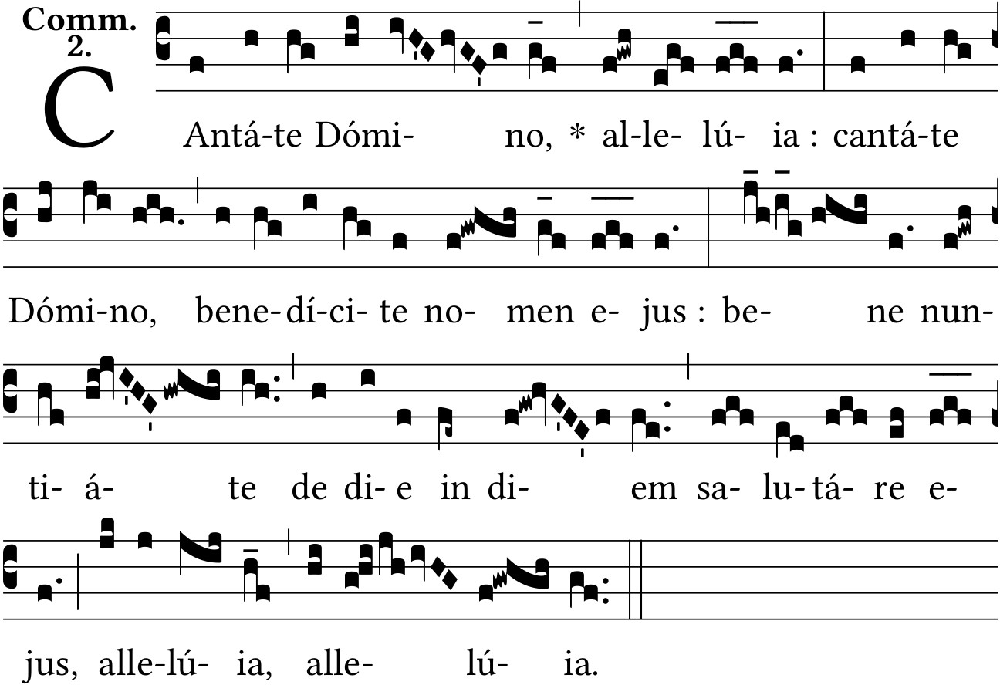 Comm.
2.
CAntá-te Dómi- no, * al-le- lú- ia : cantá-te
Dómi-no, bene-dí-ci- te no- men e- jus : be- ne nun-
ti- á- te de di- e in di- em sa- lu-tá- re e-
jus, alle-lú- ia, alle- lú- ia.